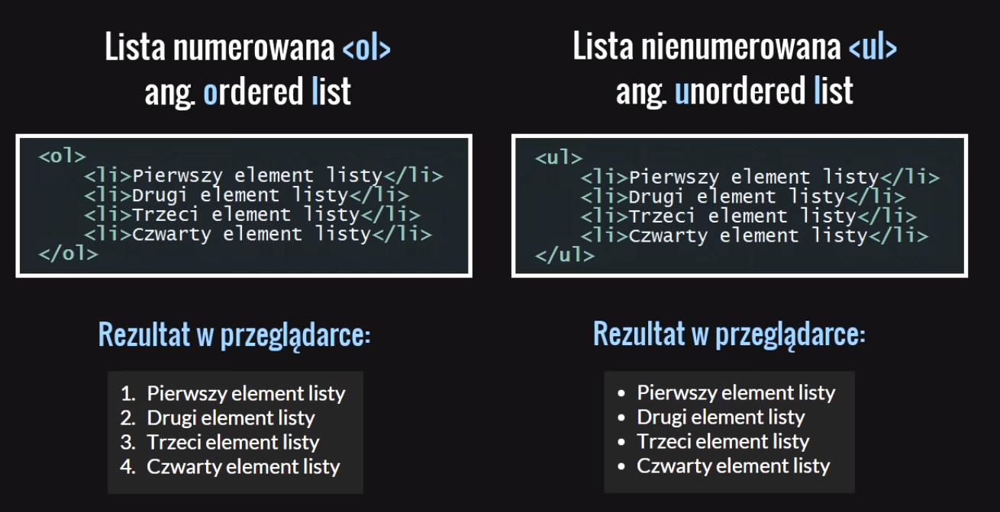 Lista numerowana <ol>
ang. ordered list
<ol>
<li>Pierwszy element listy</li>
<li>Drugi element listy</li>
<li>Trzeci element listy</li>
<li>Czwarty element listy</li>
</ol>
Rezultat w przeglądarce:
1. Pierwszy element listy
2. Drugi element listy
3. Trzeci element listy
4. Czwarty element listy
Lista nienumerowana <ul>
ang. unordered list
<ul>
<li>Pierwszy element listy</li>
<li>Drugi element listy</li>
<li>Trzeci element listy</li>
<li>Czwarty element listy</li>
</ul>
Rezultat w przeglądarce:
• Pierwszy element listy
• Drugi element listy
• Trzeci element listy
• Czwarty element listy